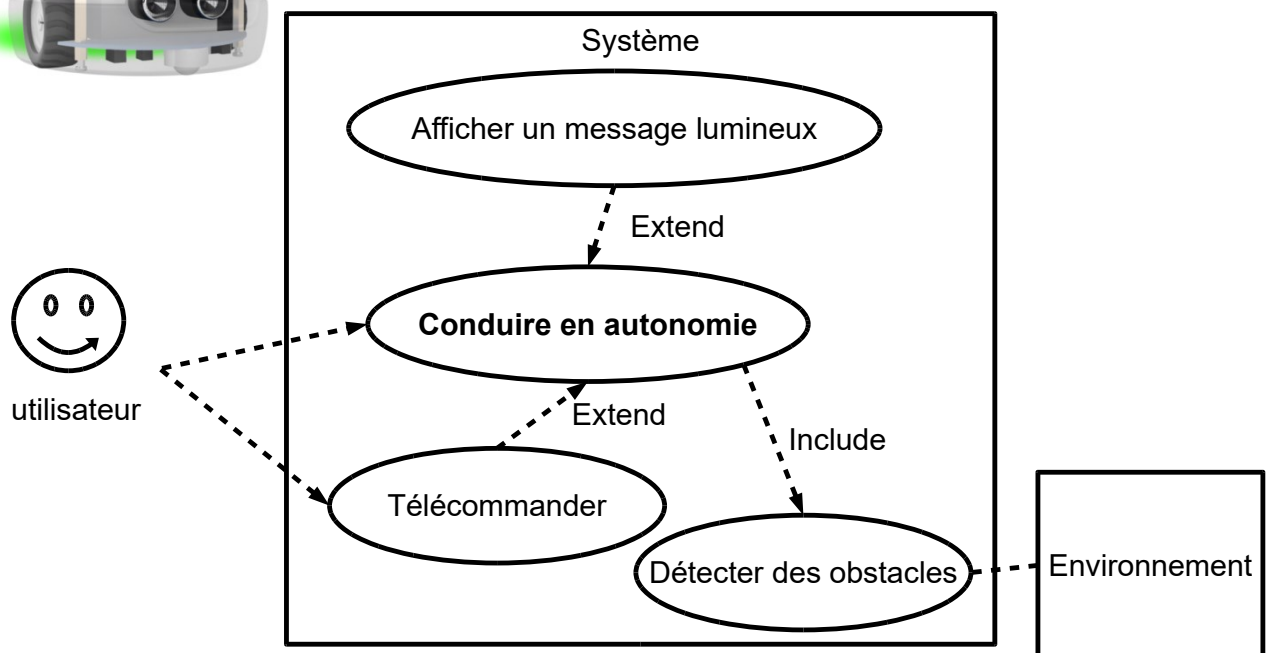 Système
Afficher un message lumineux
Extend
Conduire en autonomie
utilisateur
Extend
Include
Télécommander
Détecter des obstacles
Environnement